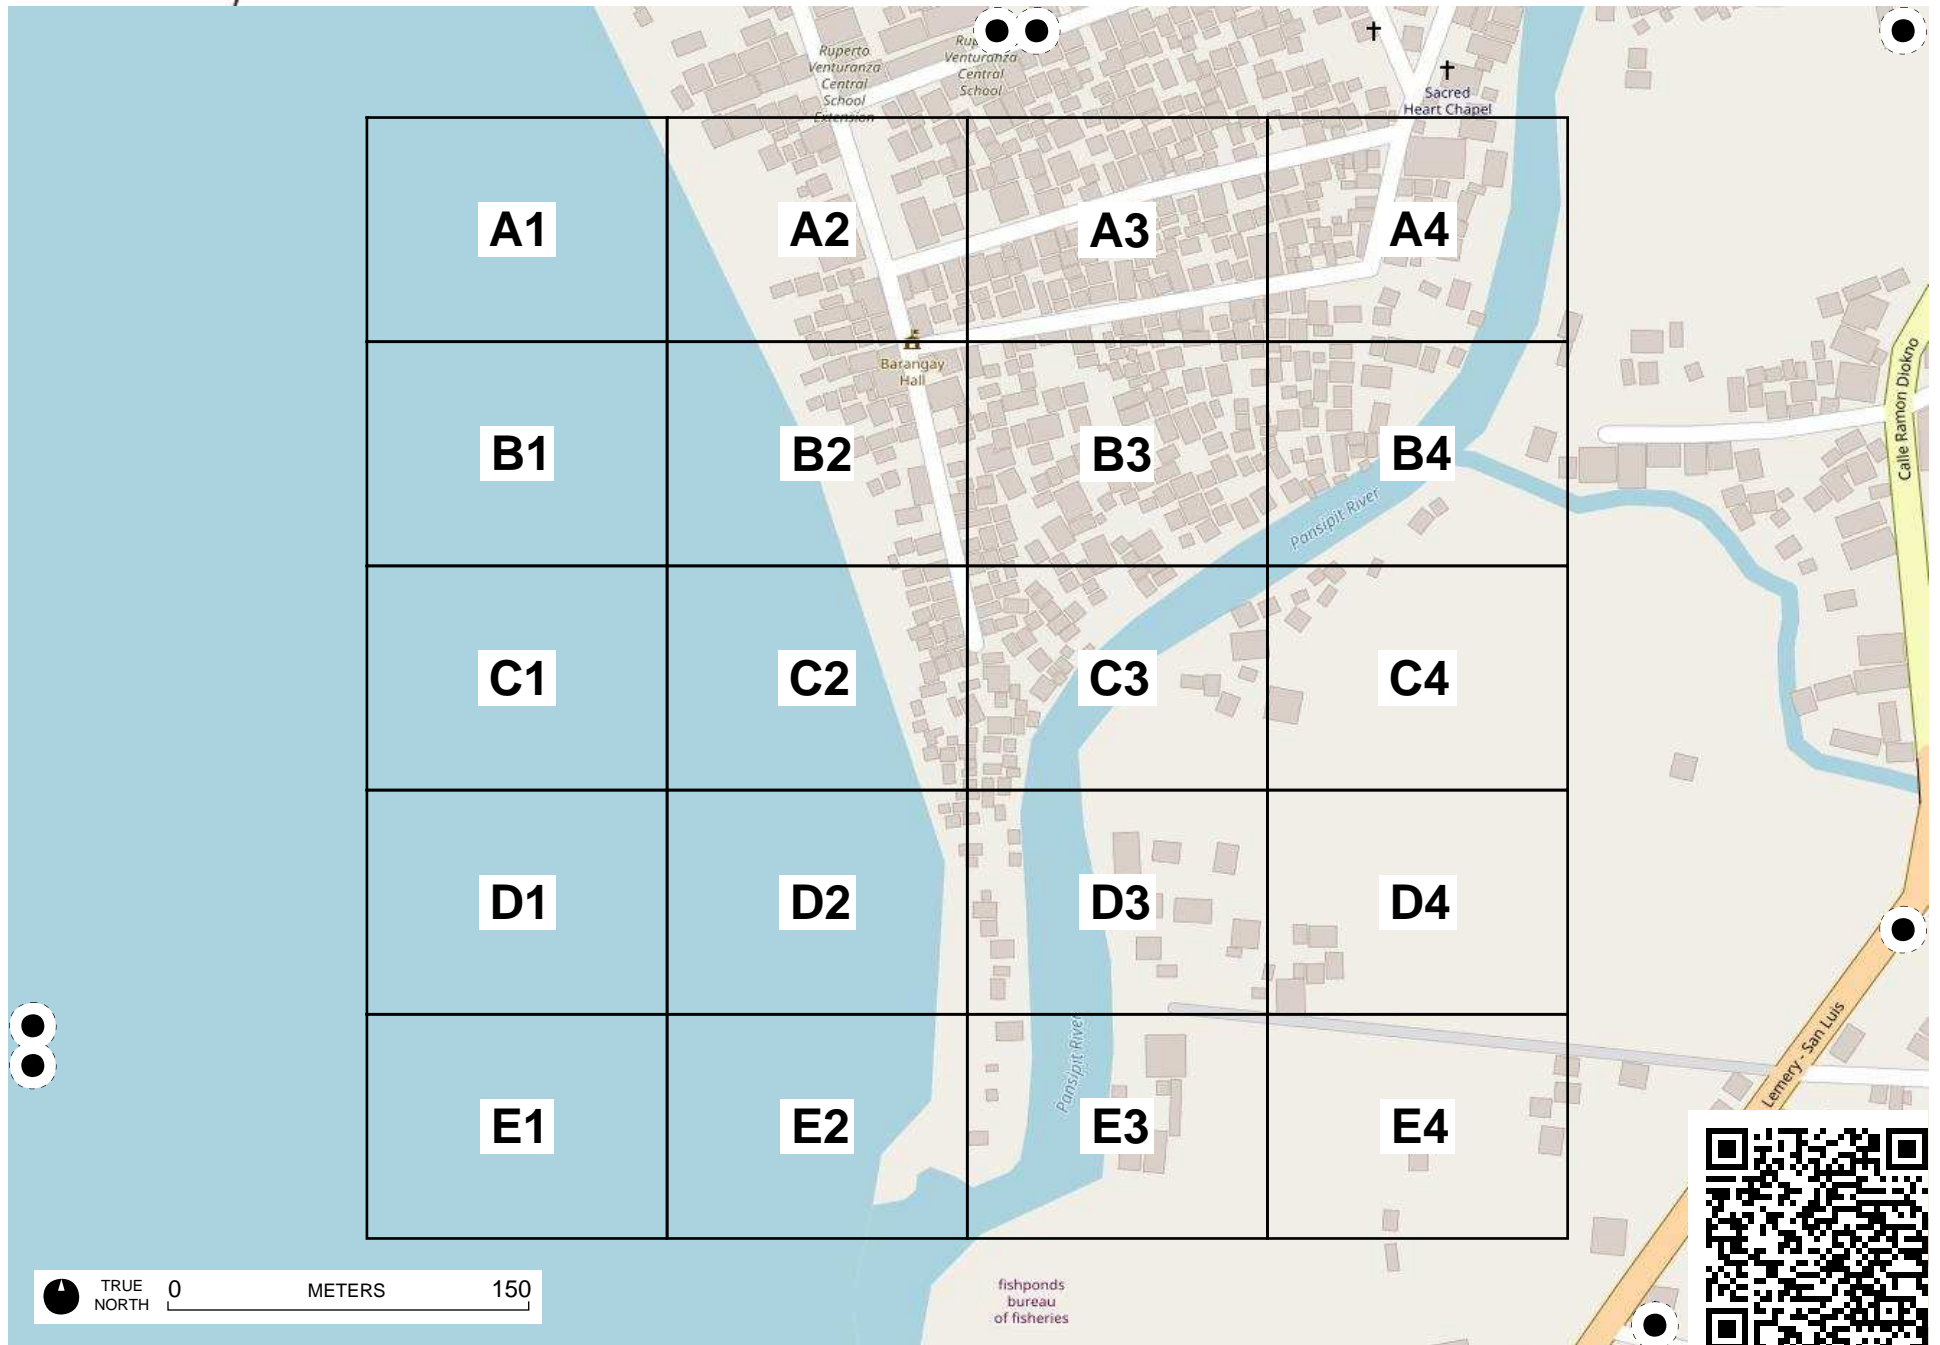 Ruperto
Venturanza
Central
School
Extension
Venturanza
Central
School
Sacred
Heart Chapel
A1
A2
A3
A4
Barangay
Hall
Calle Ramon Diokno
B1
B2
B3
B4
Pansipit River
C1
C2
C3
C4
D1
D2
D3
D4
Pansipit River
Lemery - San Luis
E1
E2
E3
E4
TRUE
NORTH
0
METERS
150
fishponds
bureau
of fisheries